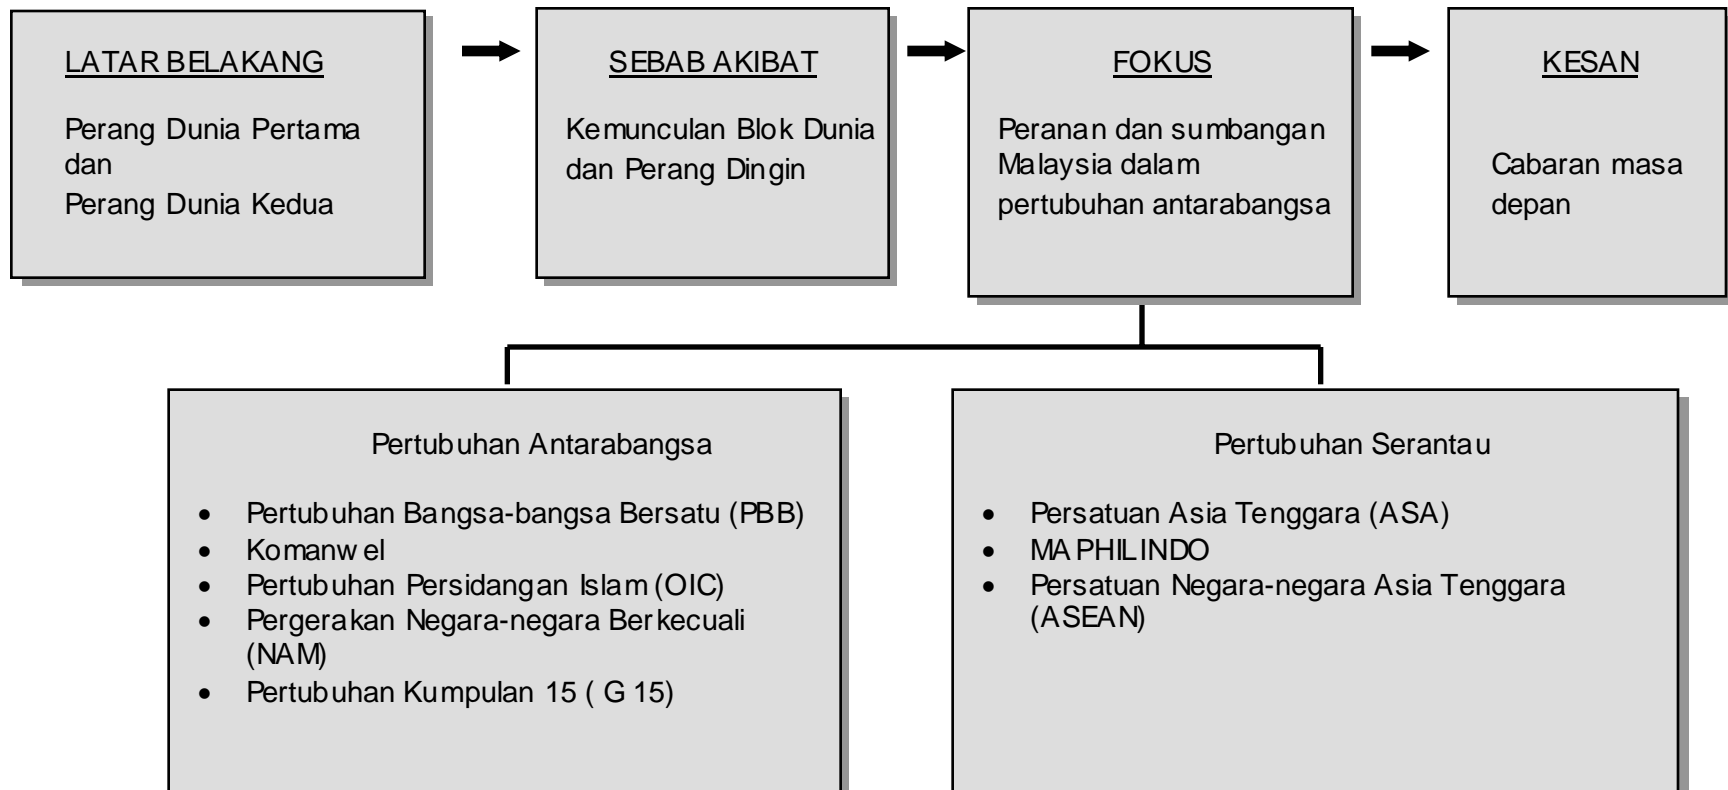 LATAR BELAKANG
Perang Dunia Pertama
dan
Perang Dunia Kedua
SEBAB AKIBAT
Kemunculan Blok Dunia
dan Perang Dingin
FOKUS
Peranan dan sumbangan
Malaysia dalam
pertubuhan antarabangsa
KESAN
Cabaran masa
depan
Pertubuhan Antarabangsa
• Pertubuhan Bangsa-bangsa Bersatu (PBB)
• Komanwel
• Pertubuhan Persidangan Islam (OIC)
• Pergerakan Negara-negara Berkecuali
(NAM)
• Pertubuhan Kumpulan 15 ( G 15)
Pertubuhan Serantau
• Persatuan Asia Tenggara (ASA)
• MAPHILINDO
• Persatuan Negara-negara Asia Tenggara
(ASEAN)